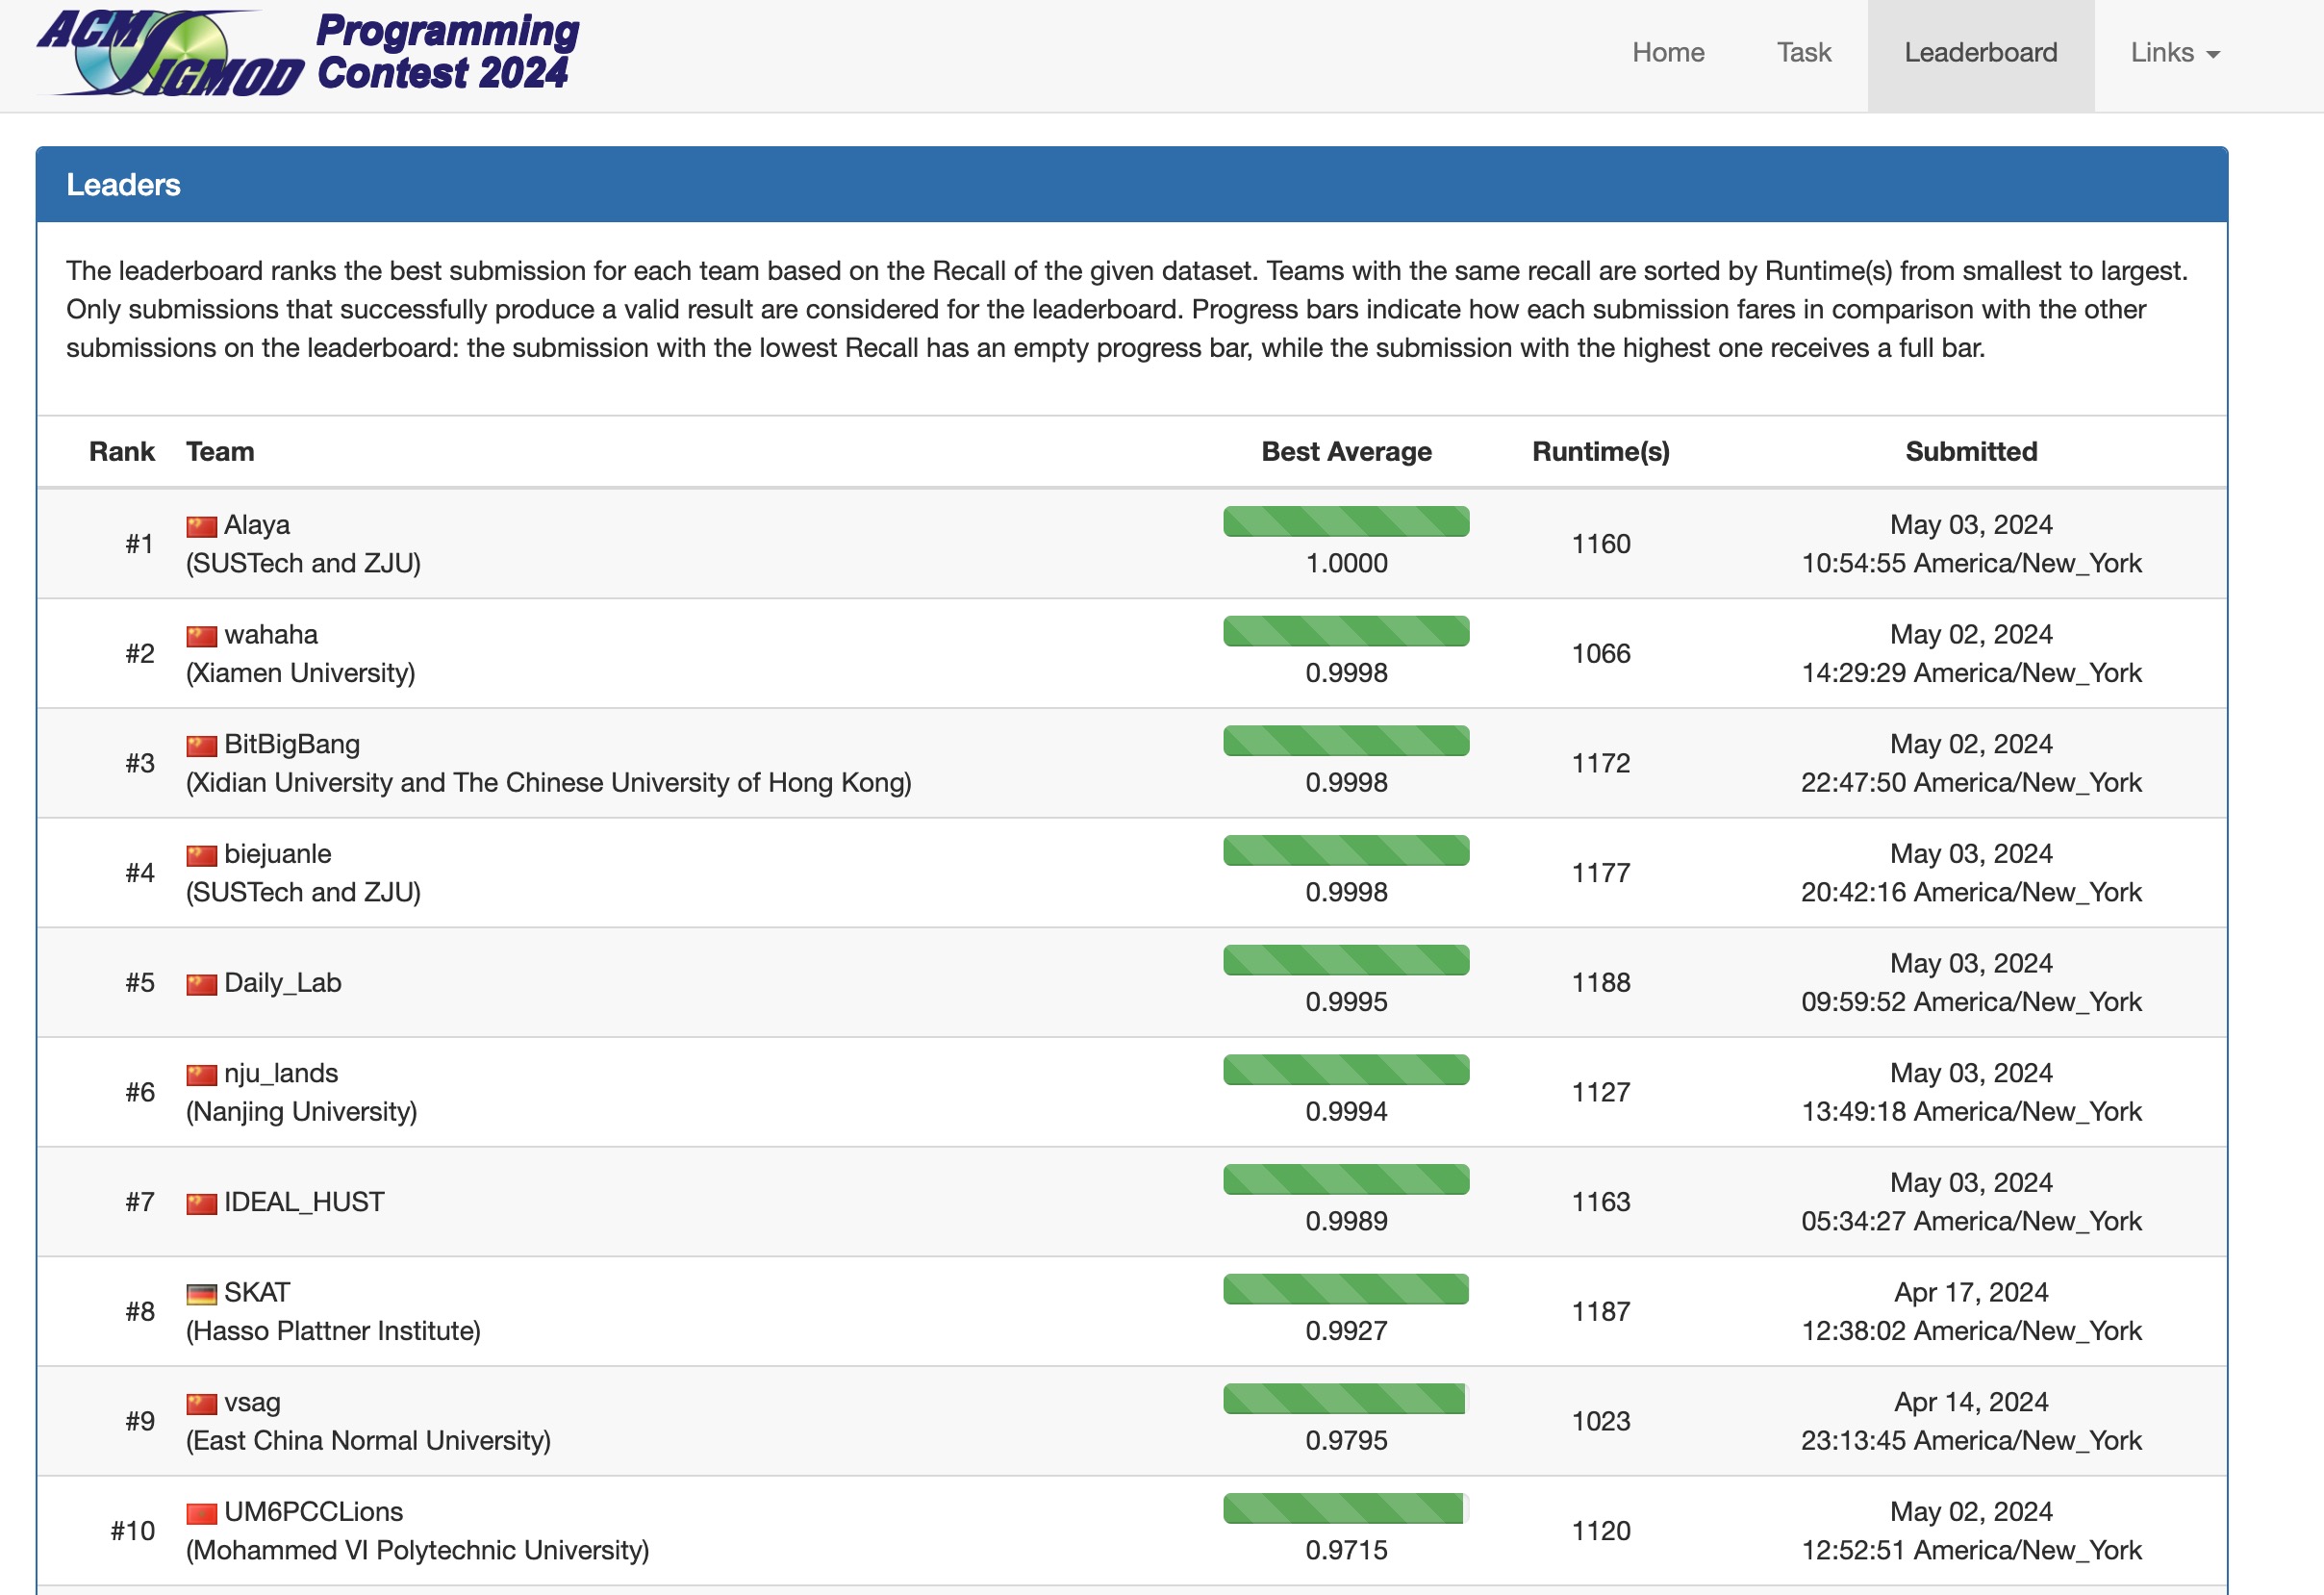 ACM SIGMOD
Programming
Contest 2024
Home
Task
Leaderboard
Links
Leaders
The leaderboard ranks the best submission for each team based on the Recall of the given dataset. Teams with the same recall are sorted by Runtime(s) from smallest to largest.
Only submissions that successfully produce a valid result are considered for the leaderboard. Progress bars indicate how each submission fares in comparison with the other
submissions on the leaderboard: the submission with the lowest Recall has an empty progress bar, while the submission with the highest one receives a full bar.
Rank Team Best Average Runtime(s) Submitted
#1 Alaya
(SUSTech and ZJU)
1.0000
1160
May 03, 2024
10:54:55 America/New_York
#2 wahaha
(Xiamen University)
0.9998
1066
May 02, 2024
14:29:29 America/New_York
#3 BitBigBang
(Xidian University and The Chinese University of Hong Kong)
0.9998
1172
May 02, 2024
22:47:50 America/New_York
#4 biejuanle
(SUSTech and ZJU)
0.9998
1177
May 03, 2024
20:42:16 America/New_York
#5 Daily_Lab
0.9995
1188
May 03, 2024
09:59:52 America/New_York
#6 nju_lands
(Nanjing University)
0.9994
1127
May 03, 2024
13:49:18 America/New_York
#7 IDEAL_HUST
0.9989
1163
May 03, 2024
05:34:27 America/New_York
#8 SKAT
(Hasso Plattner Institute)
0.9927
1187
Apr 17, 2024
12:38:02 America/New_York
#9 vsag
(East China Normal University)
0.9795
1023
Apr 14, 2024
23:13:45 America/New_York
#10 UM6PCCLions
(Mohammed VI Polytechnic University)
0.9715
1120
May 02, 2024
12:52:51 America/New_York